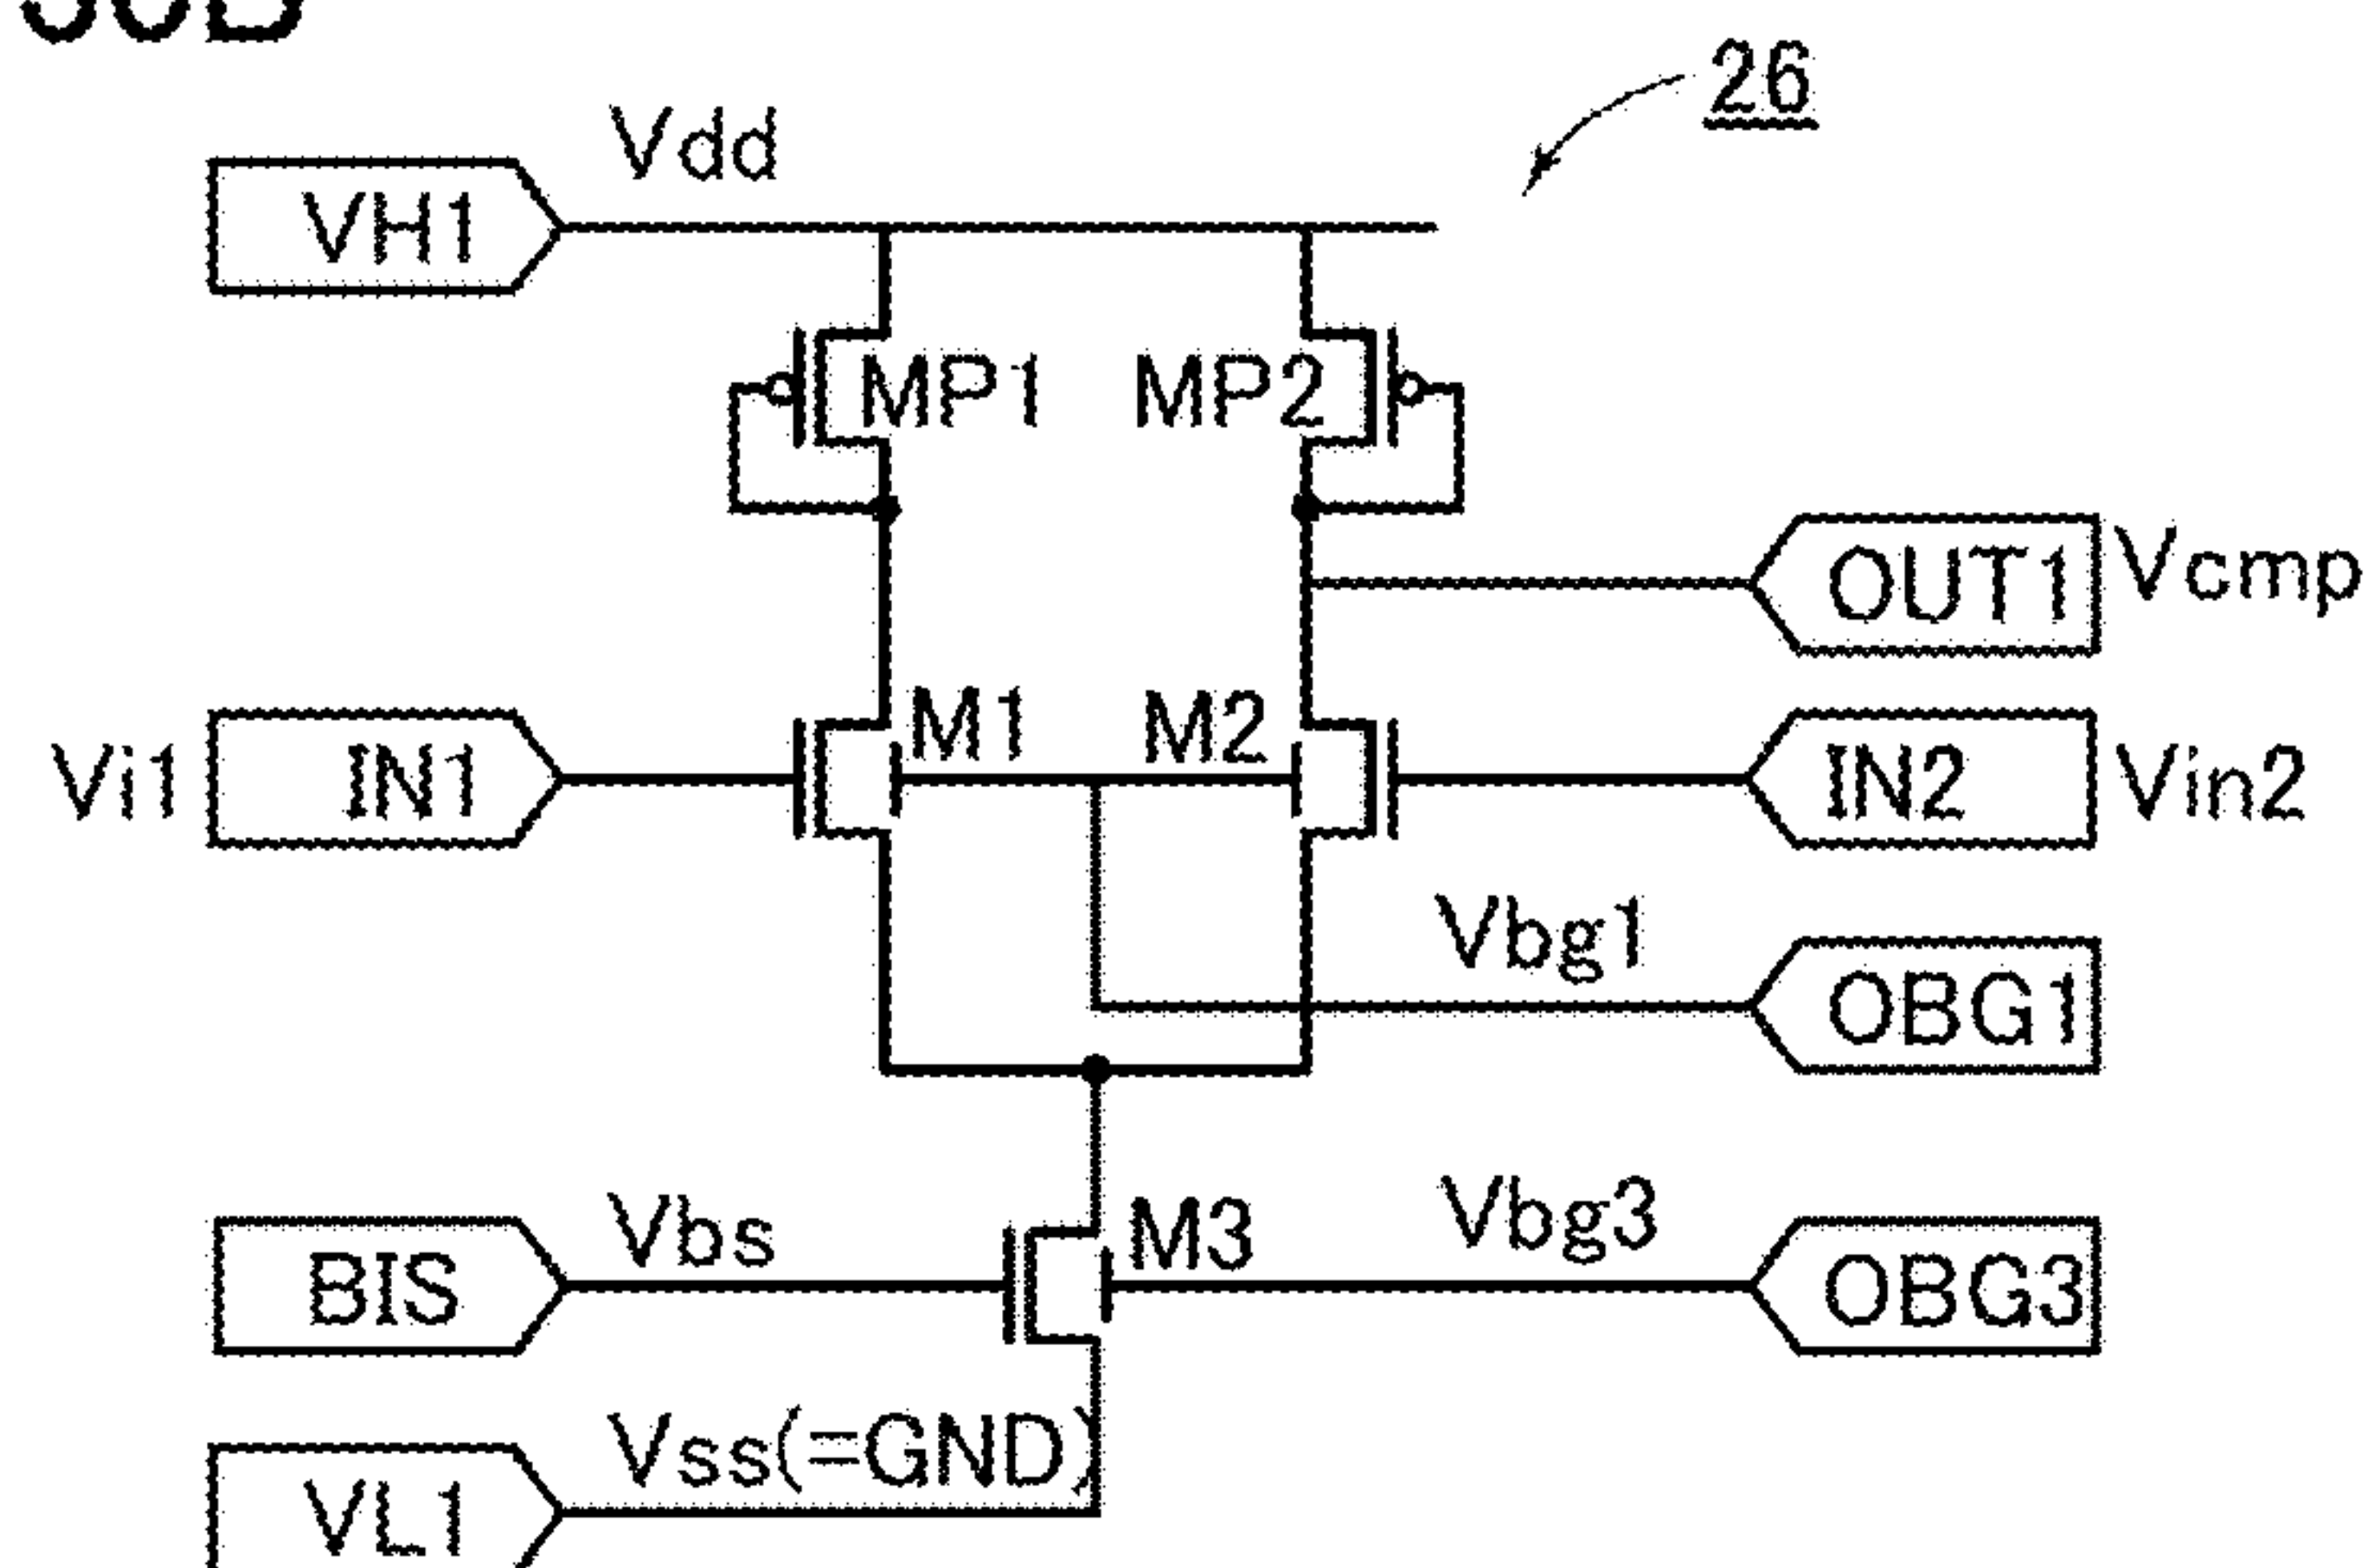 26
Vdd
VH1
MP1 MP2
OUT1 Vcmp
M1 M2
Vi1 IN1 IN2 Vin2
Vbg1
OBG1
Vbs M3 Vbg3
BIS OBG3
Vss(=GND)
VL1